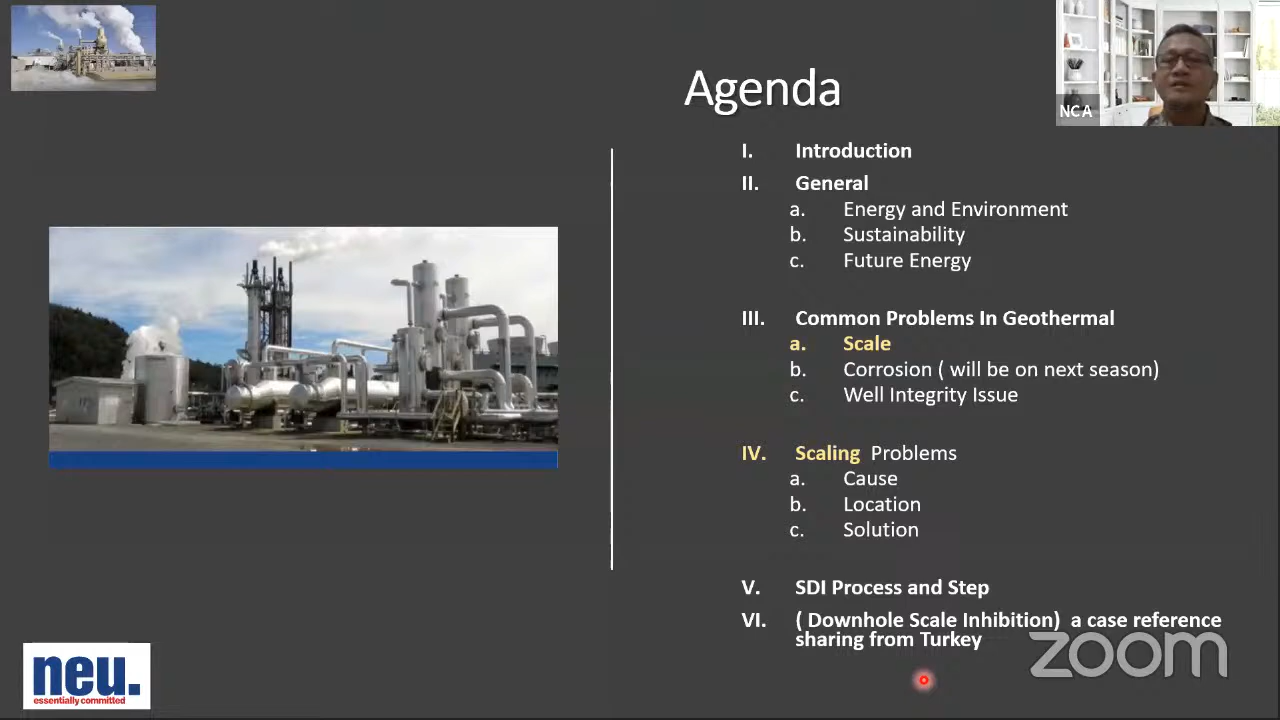 Agenda
NCA
I. Introduction
II. General
a. Energy and Environment
b. Sustainability
c. Future Energy
III. Common Problems In Geothermal
a. Scale
b. Corrosion ( will be on next season)
c. Well Integrity Issue
IV. Scaling Problems
a. Cause
b. Location
c. Solution
V. SDI Process and Step
VI. ( Downhole Scale Inhibition) a case reference
sharing from Turkey
zoom
neu.
essentially committed